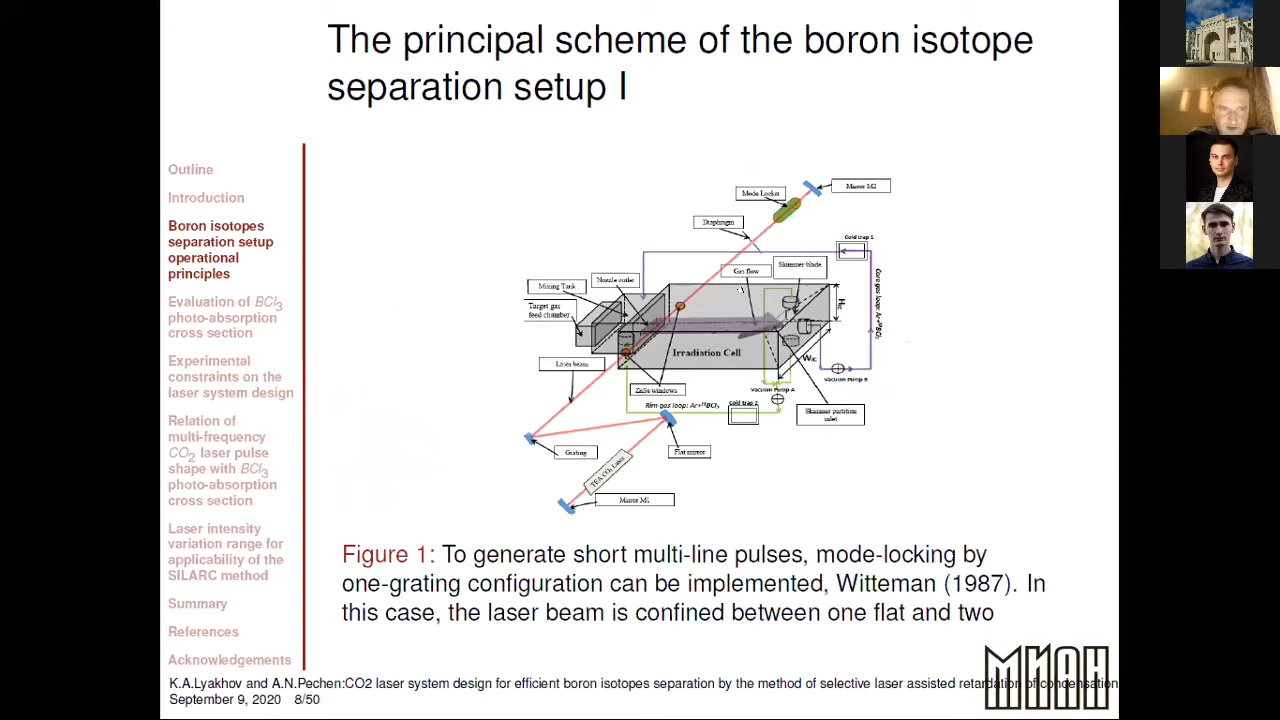 The principal scheme of the boron isotope
separation setup I
Outline
Introduction
Boron isotopes
separation setup
operational
principles
Evaluation of BCl3
photo-absorption
cross section
Experimental
constraints on the
laser system design
Relation of
multi-frequency
CO2 laser pulse
shape with BCl3
photo-absorption
cross section
Laser intensity
variation range for
applicability of the
SILARC method
Summary
References
Acknowledgements
Mode Locker
Mirror M2
Diaphragm
Cold trap 1
Gas flow
Skimmer blade
Nozzle outlet
Mixing Tank
Target gas
feed chamber
Irradiation Cell
Laser beam
ZnSe windows
Vacuum Pump B
Vacuum Pump A
Cold trap 2
Skimmer partition
inlet
Grating
Flat mirror
TEA CO2 Laser
Mirror M1
Figure 1: To generate short multi-line pulses, mode-locking by
one-grating configuration can be implemented, Witteman (1987). In
this case, the laser beam is confined between one flat and two
МИАН
K.A.Lyakhov and A.N.Pechen:CO2 laser system design for efficient boron isotopes separation by the method of selective laser assisted retardation of condensation
September 9, 2020 8/50